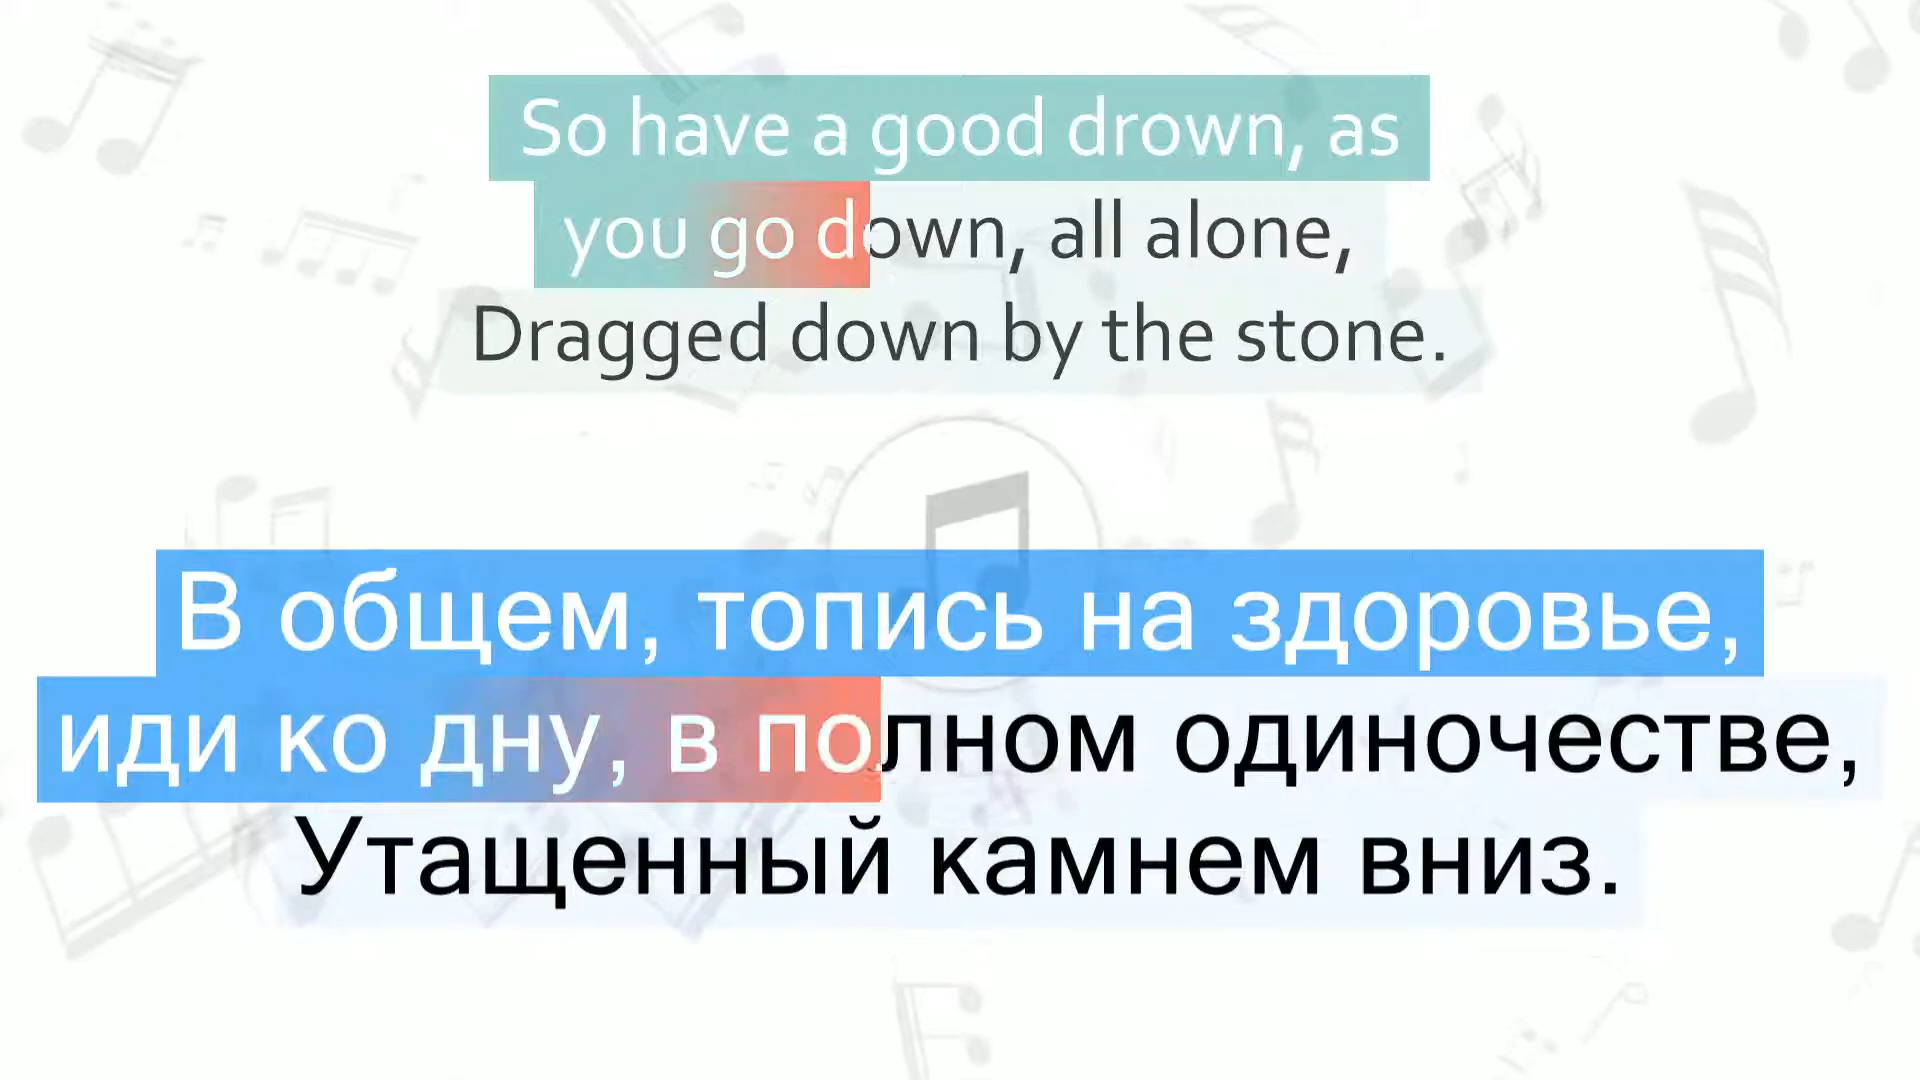 So have a good drown, as
you go down, all alone,
Dragged down by the stone.
В общем, топись на здоровье,
иди ко дну, в полном одиночестве,
Утащенный камнем вниз.